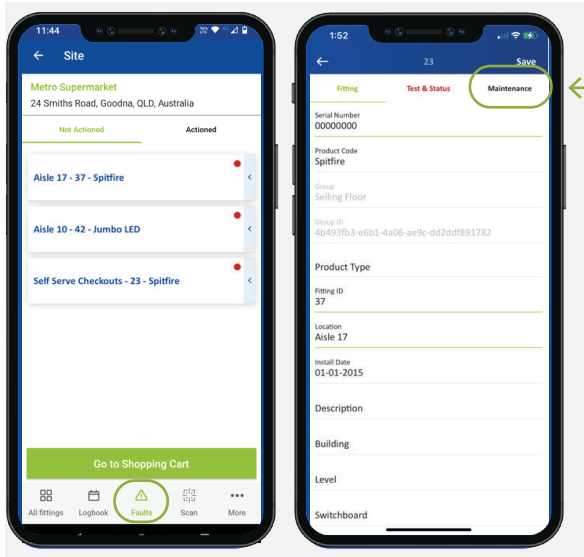 11:44
Site
Metro Supermarket
24 Smiths Road, Goodna, QLD, Australia
Not Actioned
Actioned
Aisle 17 - 37 - Spitfire
Aisle 10 - 42 - Jumbo LED
Self Serve Checkouts - 23 - Spitfire
Go to Shopping Cart
All fittings
Logbook
Faults
Scan
More
1:52
23
Save
Fitting
Test & Status
Maintenance
Serial Number
00000000
Product Code
Spitfire
Group
Selling Floor
Group ID
4b493fb3-e6b1-4a06-ae9c-dd2ddf891782
Product Type
Fitting ID
37
Location
Aisle 17
Install Date
01-01-2015
Description
Building
Level
Switchboard